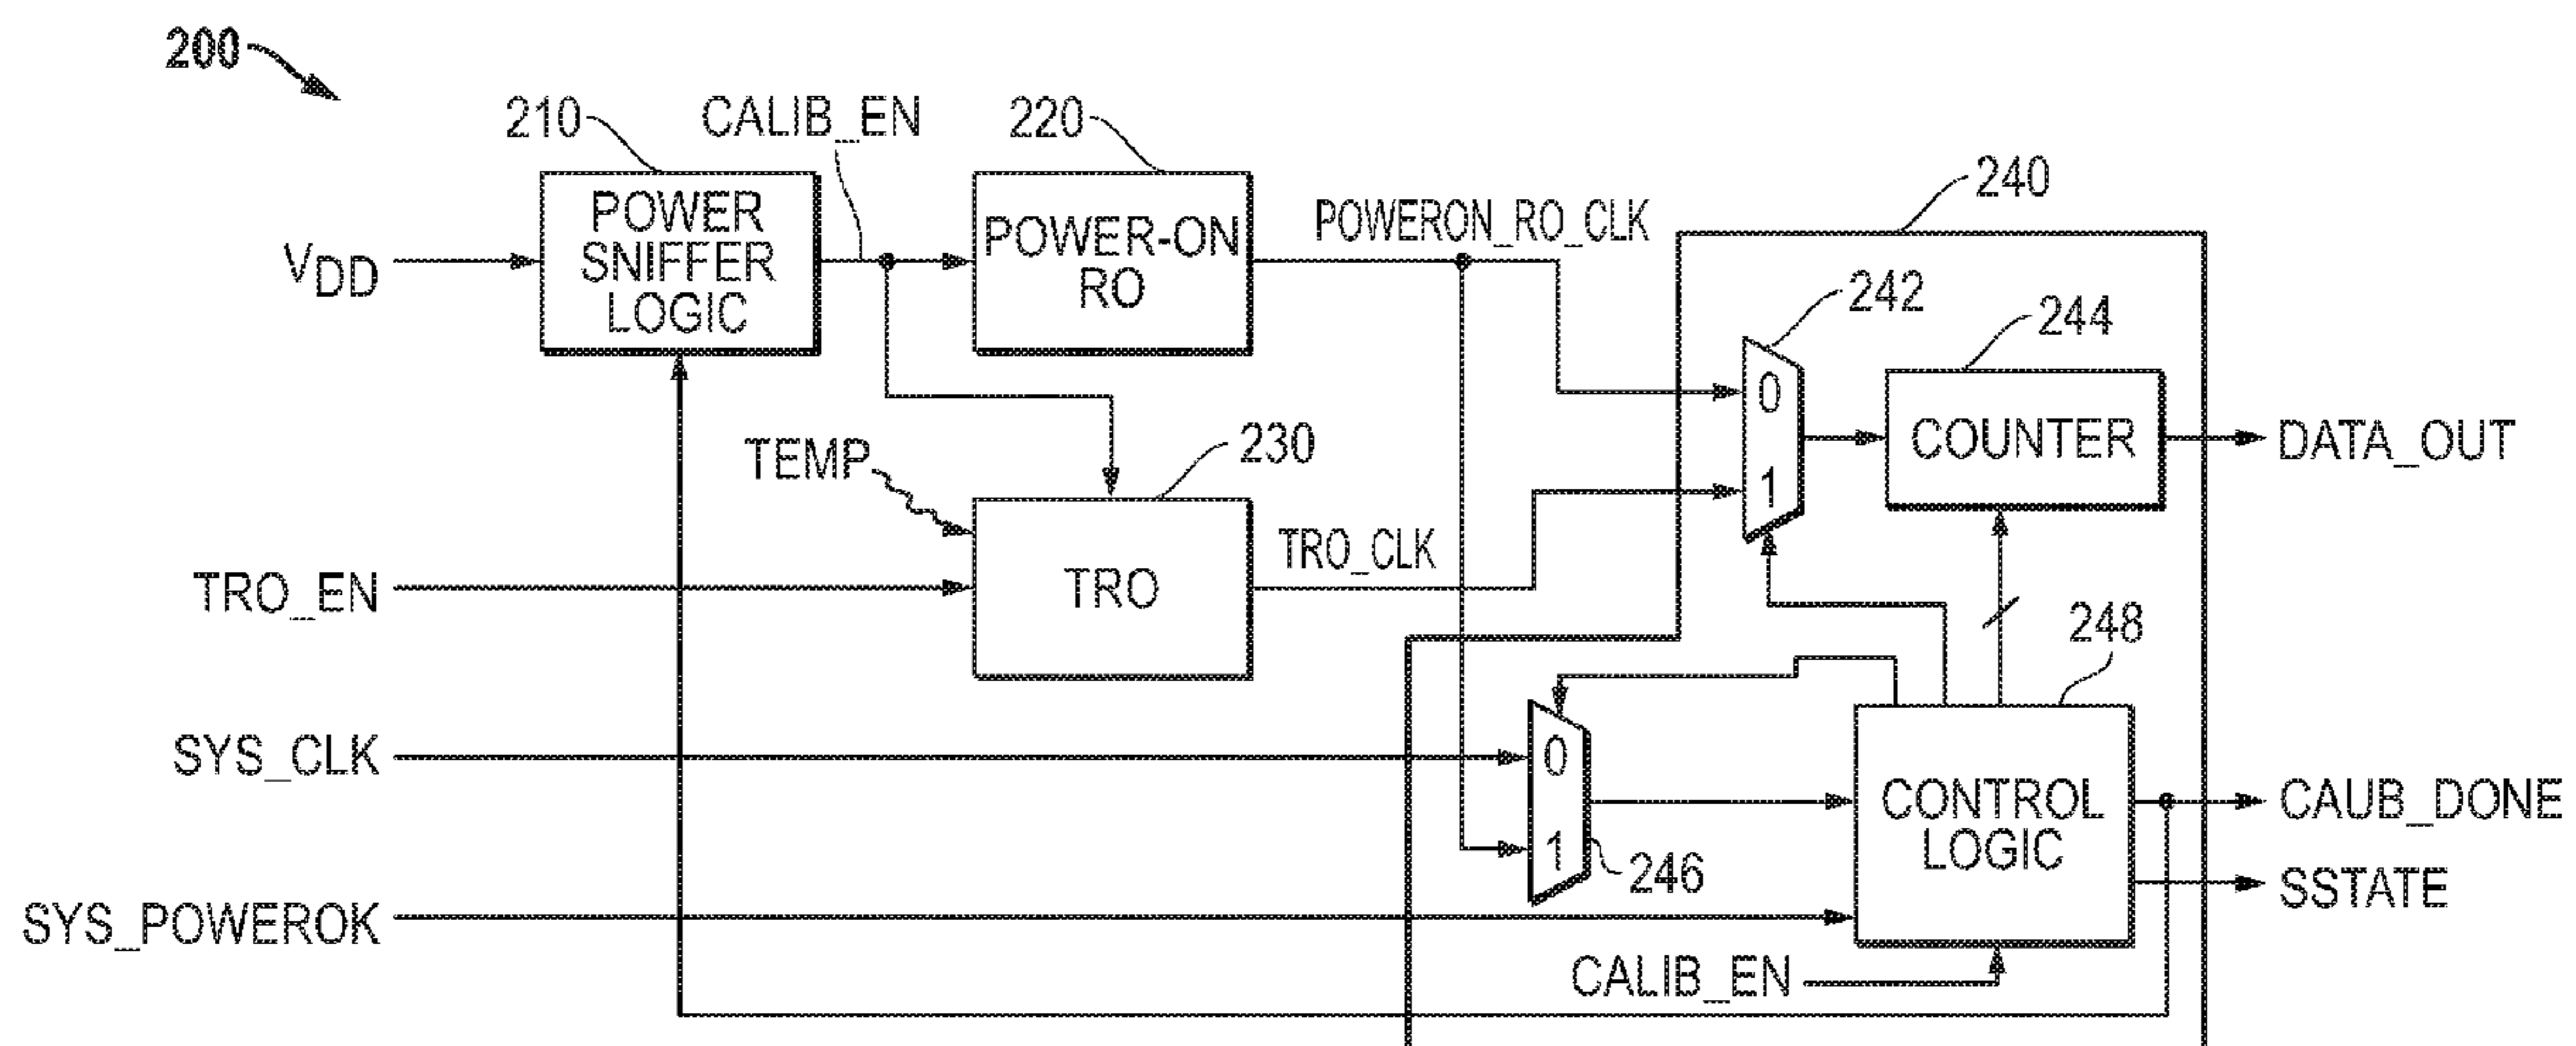 200
210
CALIB_EN
220
240
POWER
SNIFFER
LOGIC
POWER-ON
RO
POWERON_RO_CLK
VDD
242
244
0
1
COUNTER
DATA_OUT
TEMP
230
TRO_EN
TRO
TRO_CLK
248
SYS_CLK
0
1
246
CONTROL
LOGIC
CAUB_DONE
SSTATE
SYS_POWEROK
CALIB_EN